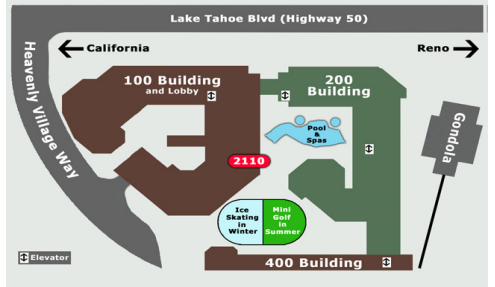 Lake Tahoe Blvd (Highway 50)
California
Reno
Heavenly Village Way
100 Building
and Lobby
200
Building
Pool
&
Spas
Gondola
2110
Ice
Skating
in
Winter
Mini
Golf
in
Summer
Elevator
400 Building